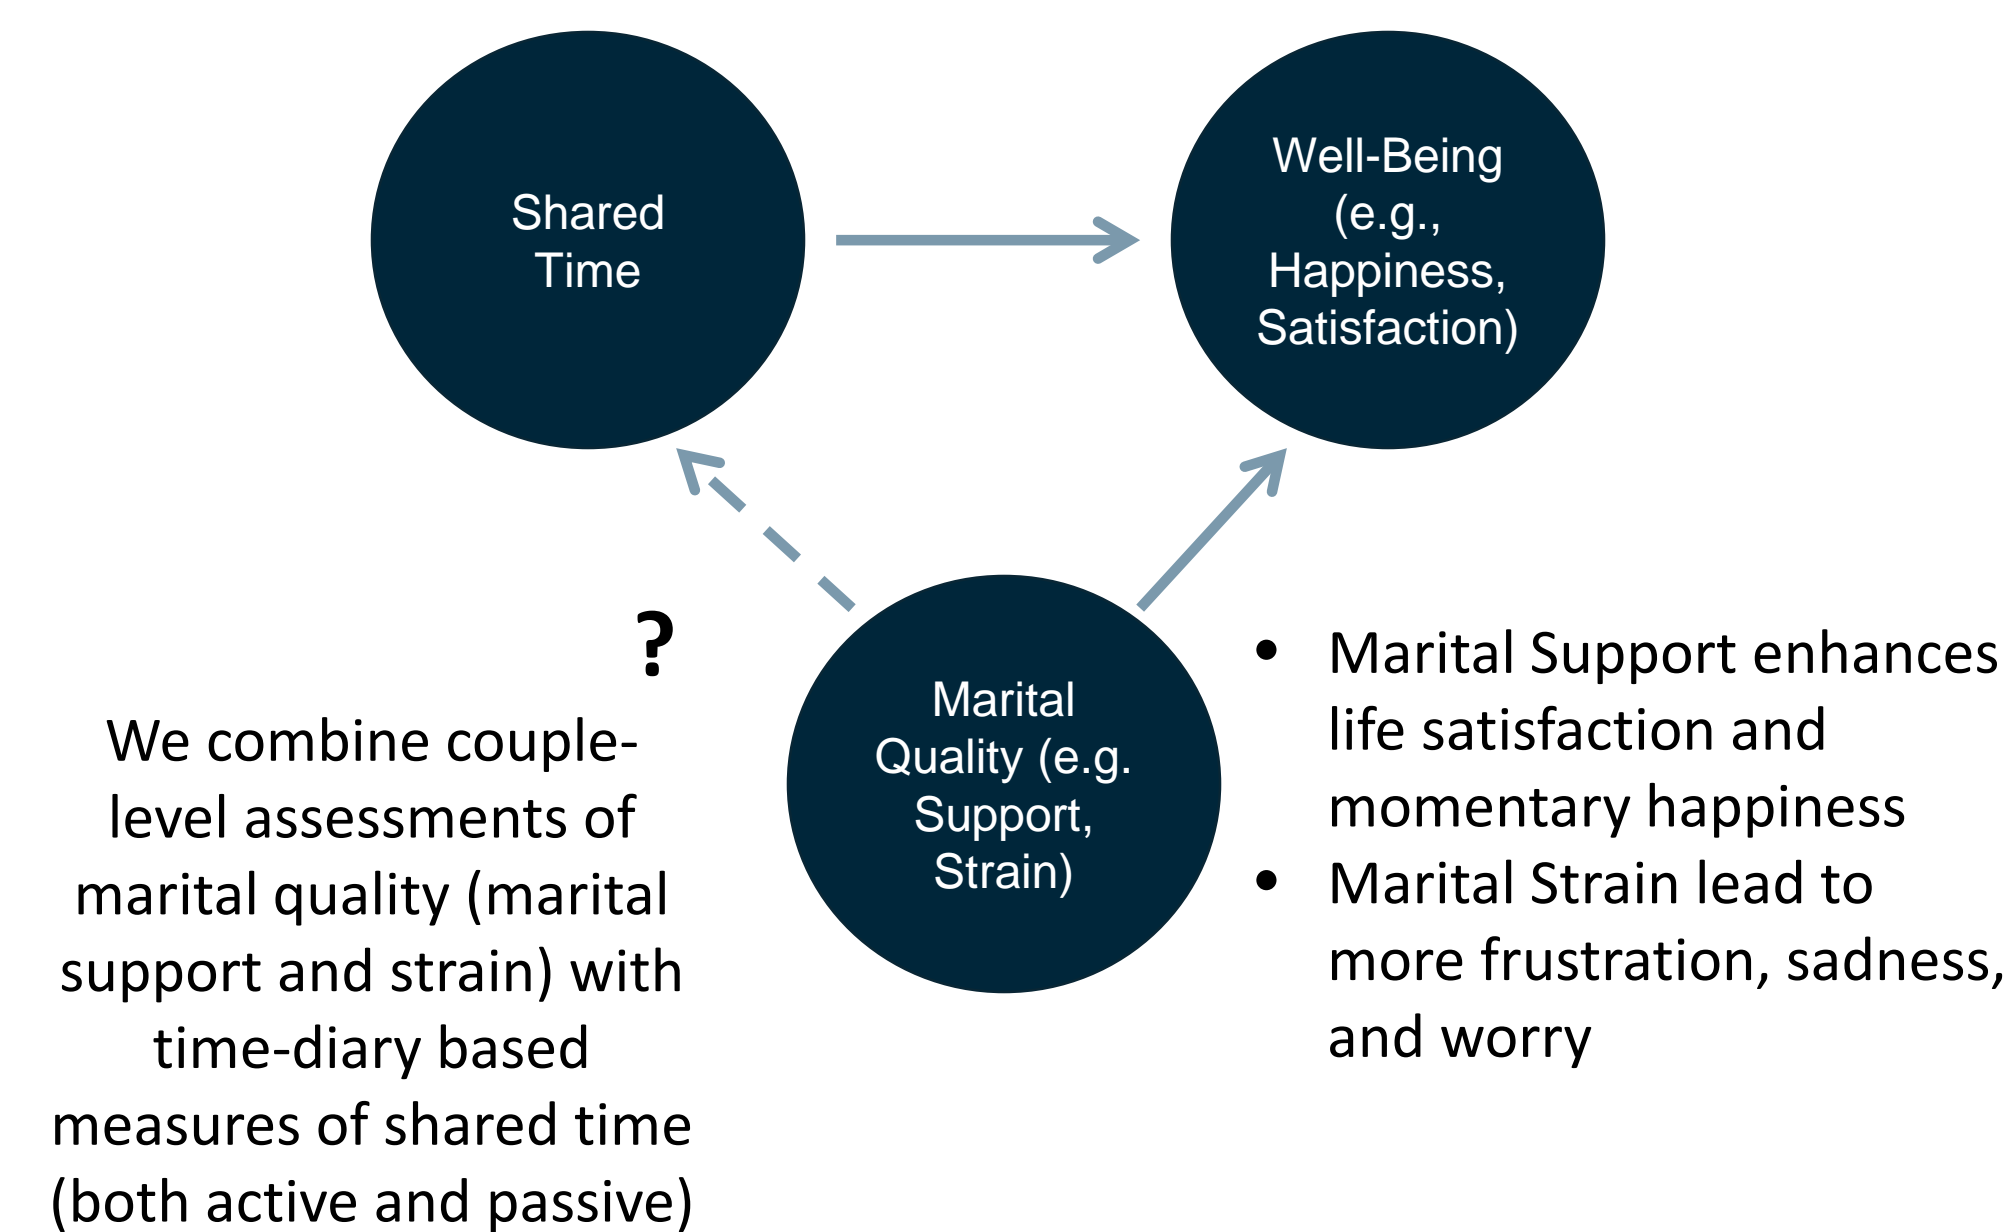 Shared
Time
Well-Being
(e.g.,
Happiness,
Satisfaction)
Marital
Quality (e.g.
Support,
Strain)
?
We combine couple-
level assessments of
marital quality (marital
support and strain) with
time-diary based
measures of shared time
(both active and passive)
• Marital Support enhances
life satisfaction and
momentary happiness
• Marital Strain lead to
more frustration, sadness,
and worry